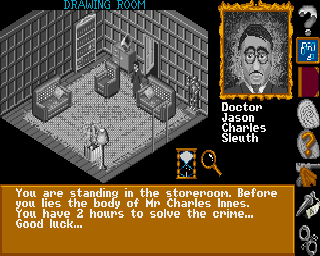 DRAWING ROOM
Doctor
Jason
Charles
Sleuth
You are standing in the storeroom. Before
you lies the body of Mr Charles Innes.
You have 2 hours to solve the crime...
Good luck...